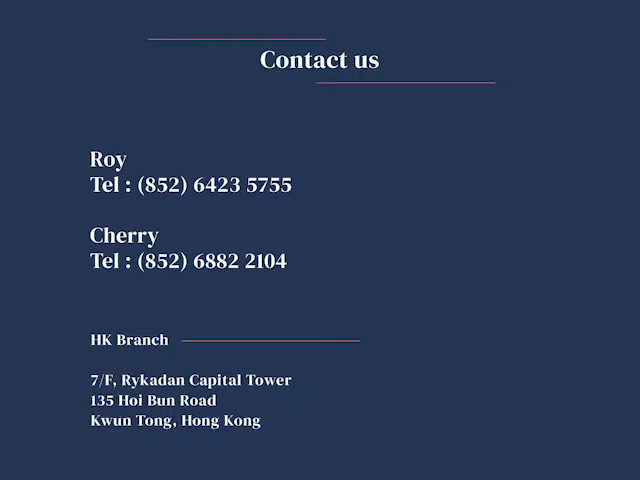 Contact us
Roy
Tel : (852) 6423 5755
Cherry
Tel : (852) 6882 2104
HK Branch
7/F, Rykadan Capital Tower
135 Hoi Bun Road
Kwun Tong, Hong Kong